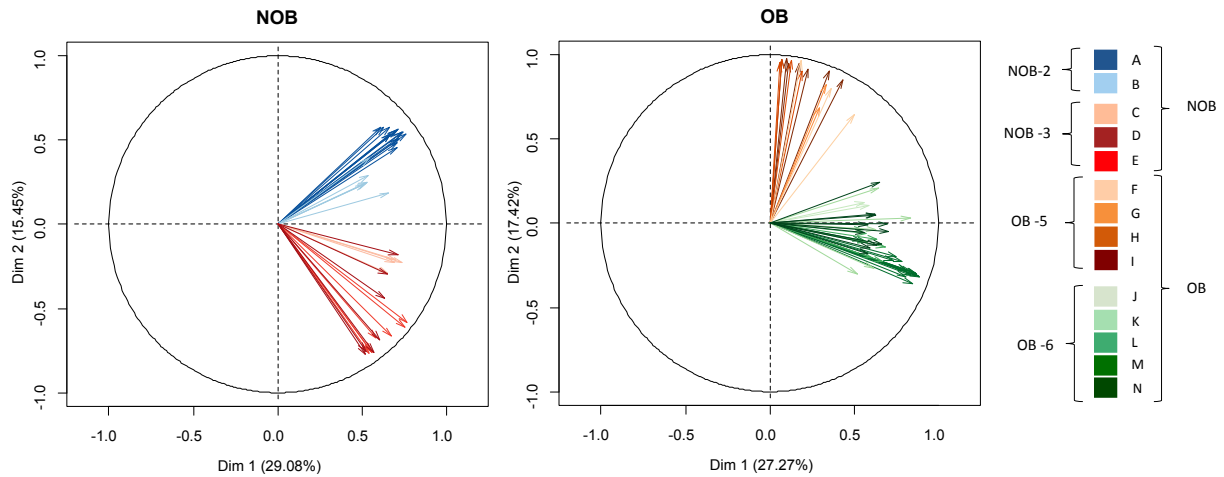 NOB
1.0
0.5
0.0
-0.5
-1.0
Dim 2 (15.45%)
-1.0
-0.5
0.0
0.5
1.0
Dim 1 (29.08%)
OB
1.0
0.5
0.0
-0.5
-1.0
Dim 2 (17.42%)
-1.0
-0.5
0.0
0.5
1.0
Dim 1 (27.27%)
NOB-2
A
B
NOB -3
C
D
E
NOB
OB -5
F
G
H
I
OB -6
J
K
L
M
N
OB